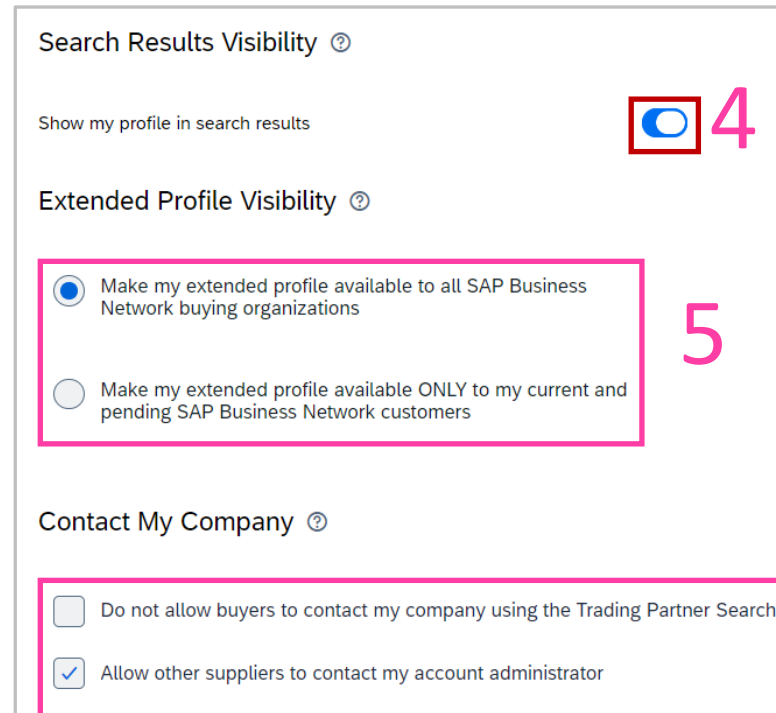 Search Results Visibility
Show my profile in search results
4
Extended Profile Visibility
Make my extended profile available to all SAP Business
Network buying organizations
5
Make my extended profile available ONLY to my current and
pending SAP Business Network customers
Contact My Company
Do not allow buyers to contact my company using the Trading Partner Search
Allow other suppliers to contact my account administrator